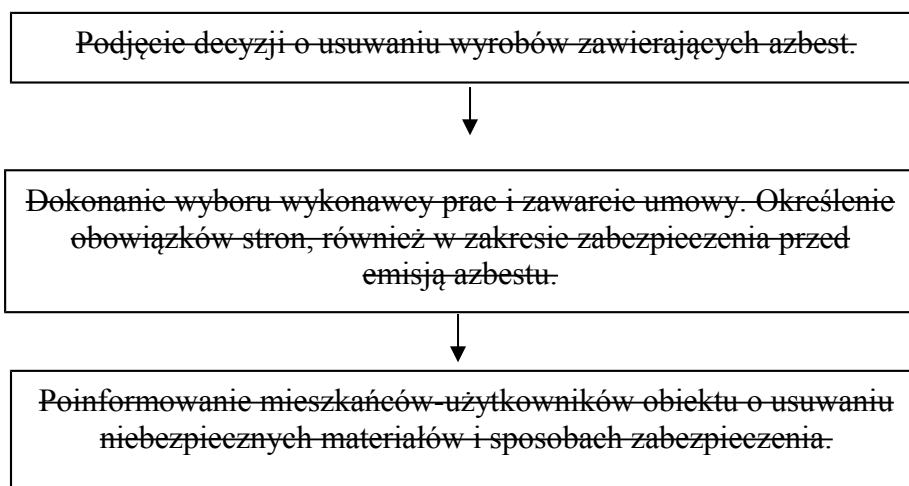 Podjęcie decyzji o usuwaniu wyrobów zawierających azbest.
Dokonanie wyboru wykonawcy prac i zawarcie umowy. Określenie
obowiązków stron, również w zakresie zabezpieczenia przed
emisją azbestu.
Poinformowanie mieszkańców-użytkowników obiektu o usuwaniu
niebezpiecznych materiałów i sposobach zabezpieczenia.